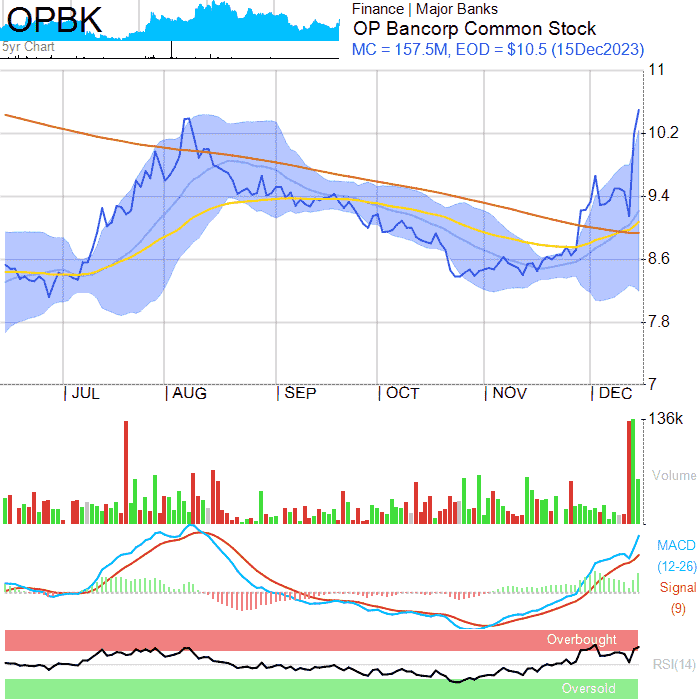 OPBK
5yr Chart
Finance | Major Banks
OP Bancorp Common Stock
MC = 157.5M, EOD = $10.5 (15Dec2023)
11
10.2
9.4
8.6
7.8
7
JUL
AUG
SEP
OCT
NOV
DEC
136k
Volume
MACD
(12-26)
Signal
(9)
Overbought
RSI(14)
Oversold